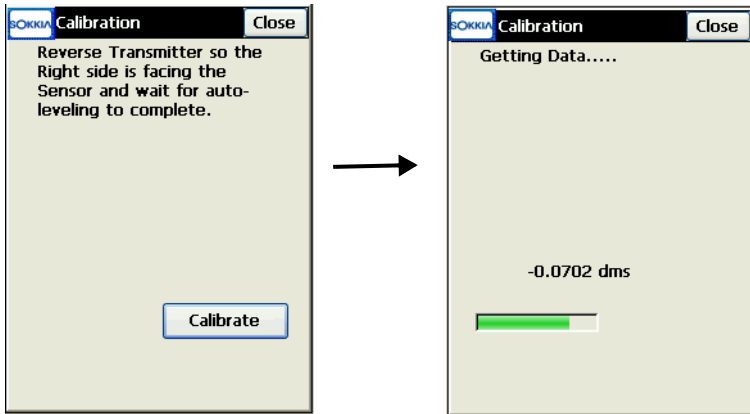 SOKKIA Calibration Close
Reverse Transmitter so the
Right side is facing the
Sensor and wait for auto-
leveling to complete.
Calibrate
SOKKIA Calibration Close
Getting Data.....
-0.0702 dms